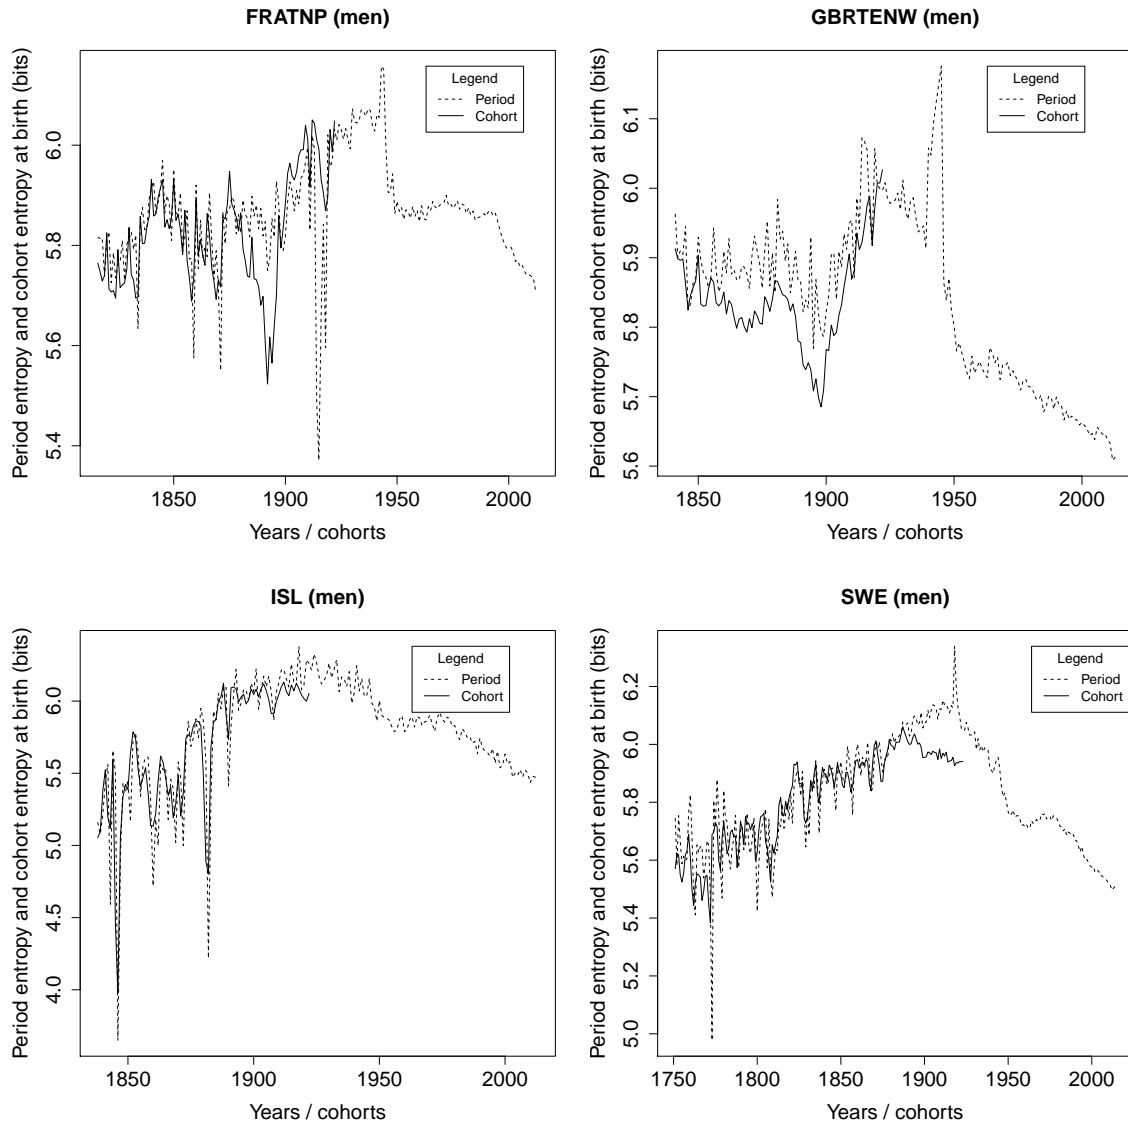 FRATNP (men)
Period entropy and cohort entropy at birth (bits)
5.4 5.6 5.8 6.0
Legend
Period
Cohort
1850 1900 1950 2000
Years / cohorts
GBRTENW (men)
Period entropy and cohort entropy at birth (bits)
5.6 5.7 5.8 5.9 6.0 6.1
Legend
Period
Cohort
1850 1900 1950 2000
Years / cohorts
ISL (men)
Period entropy and cohort entropy at birth (bits)
4.0 4.5 5.0 5.5 6.0
Legend
Period
Cohort
1850 1900 1950 2000
Years / cohorts
SWE (men)
Period entropy and cohort entropy at birth (bits)
5.0 5.2 5.4 5.6 5.8 6.0 6.2
Legend
Period
Cohort
1750 1800 1850 1900 1950 2000
Years / cohorts